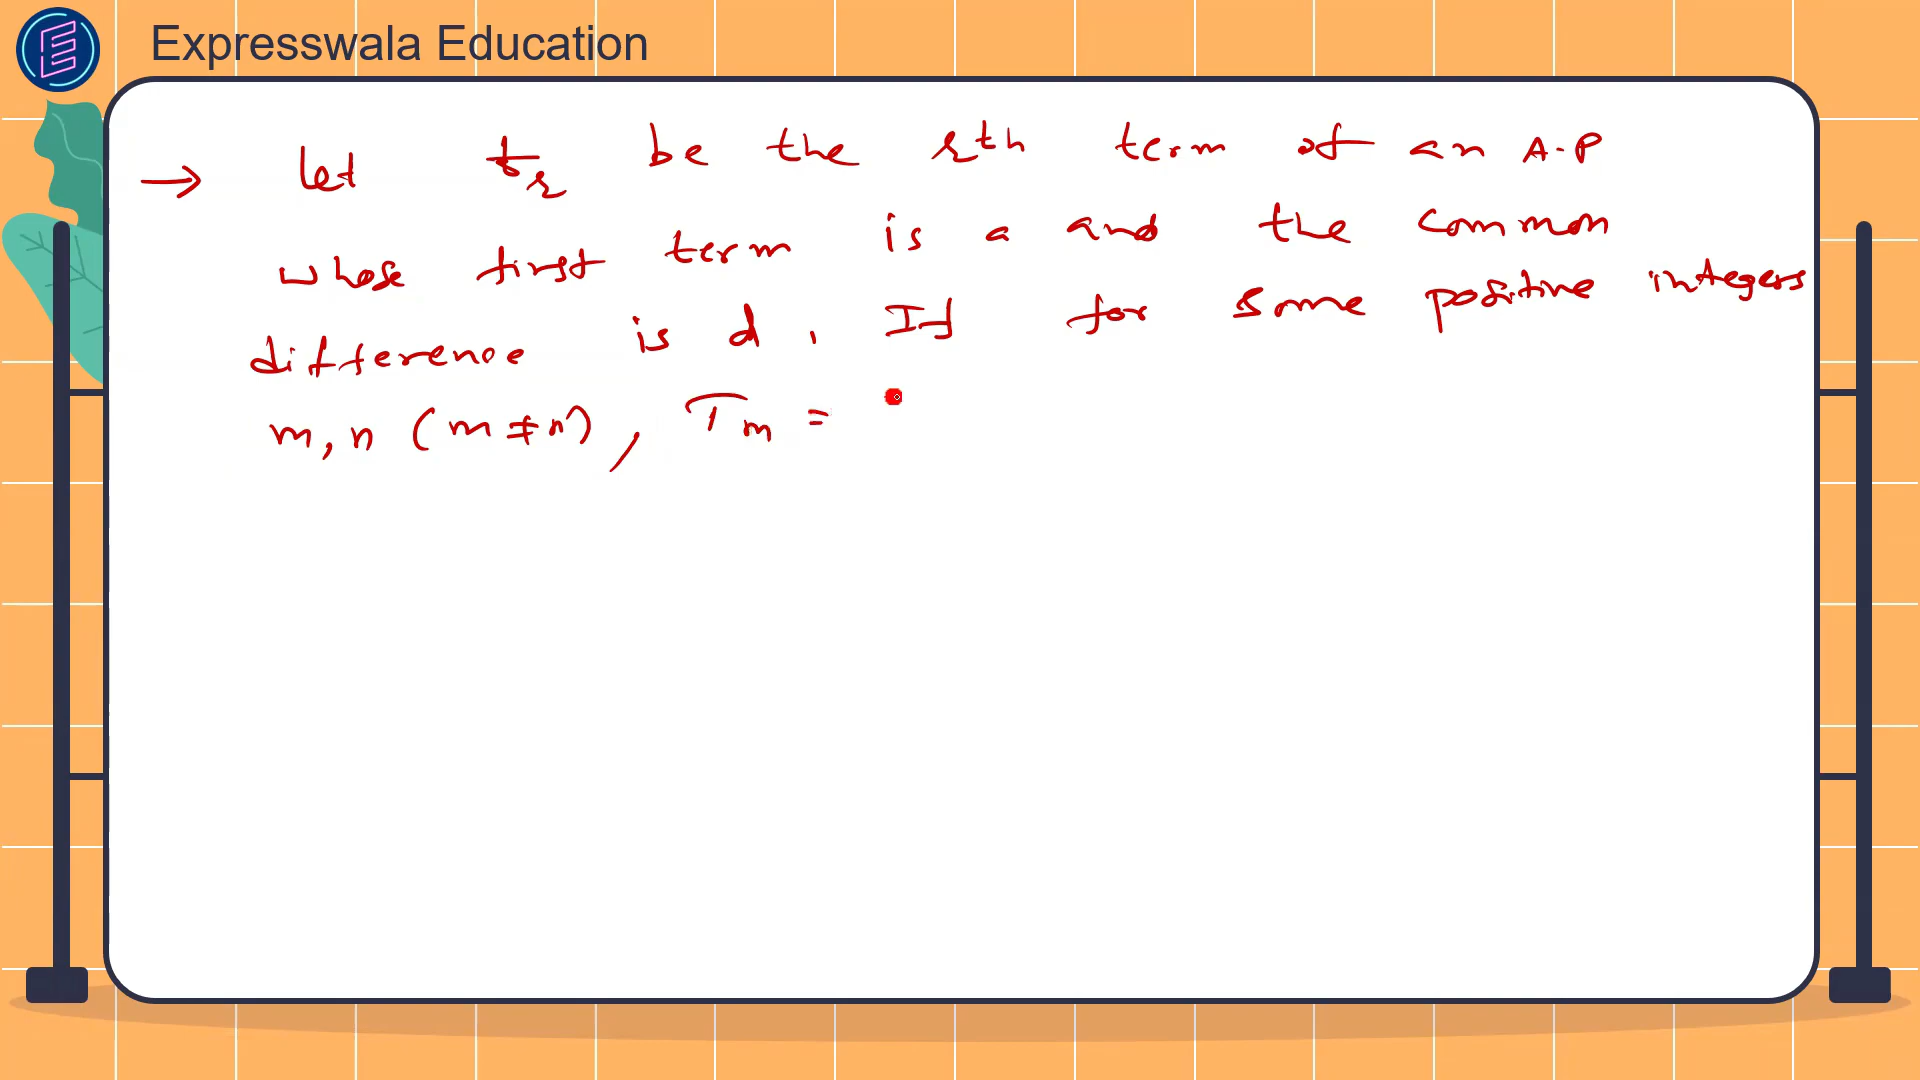 Expresswala Education
→ let tr be the rth term of an A.P
whose first term is a and the common
difference is d, If for some positive integers
m, n (m ≠ n), Tm =